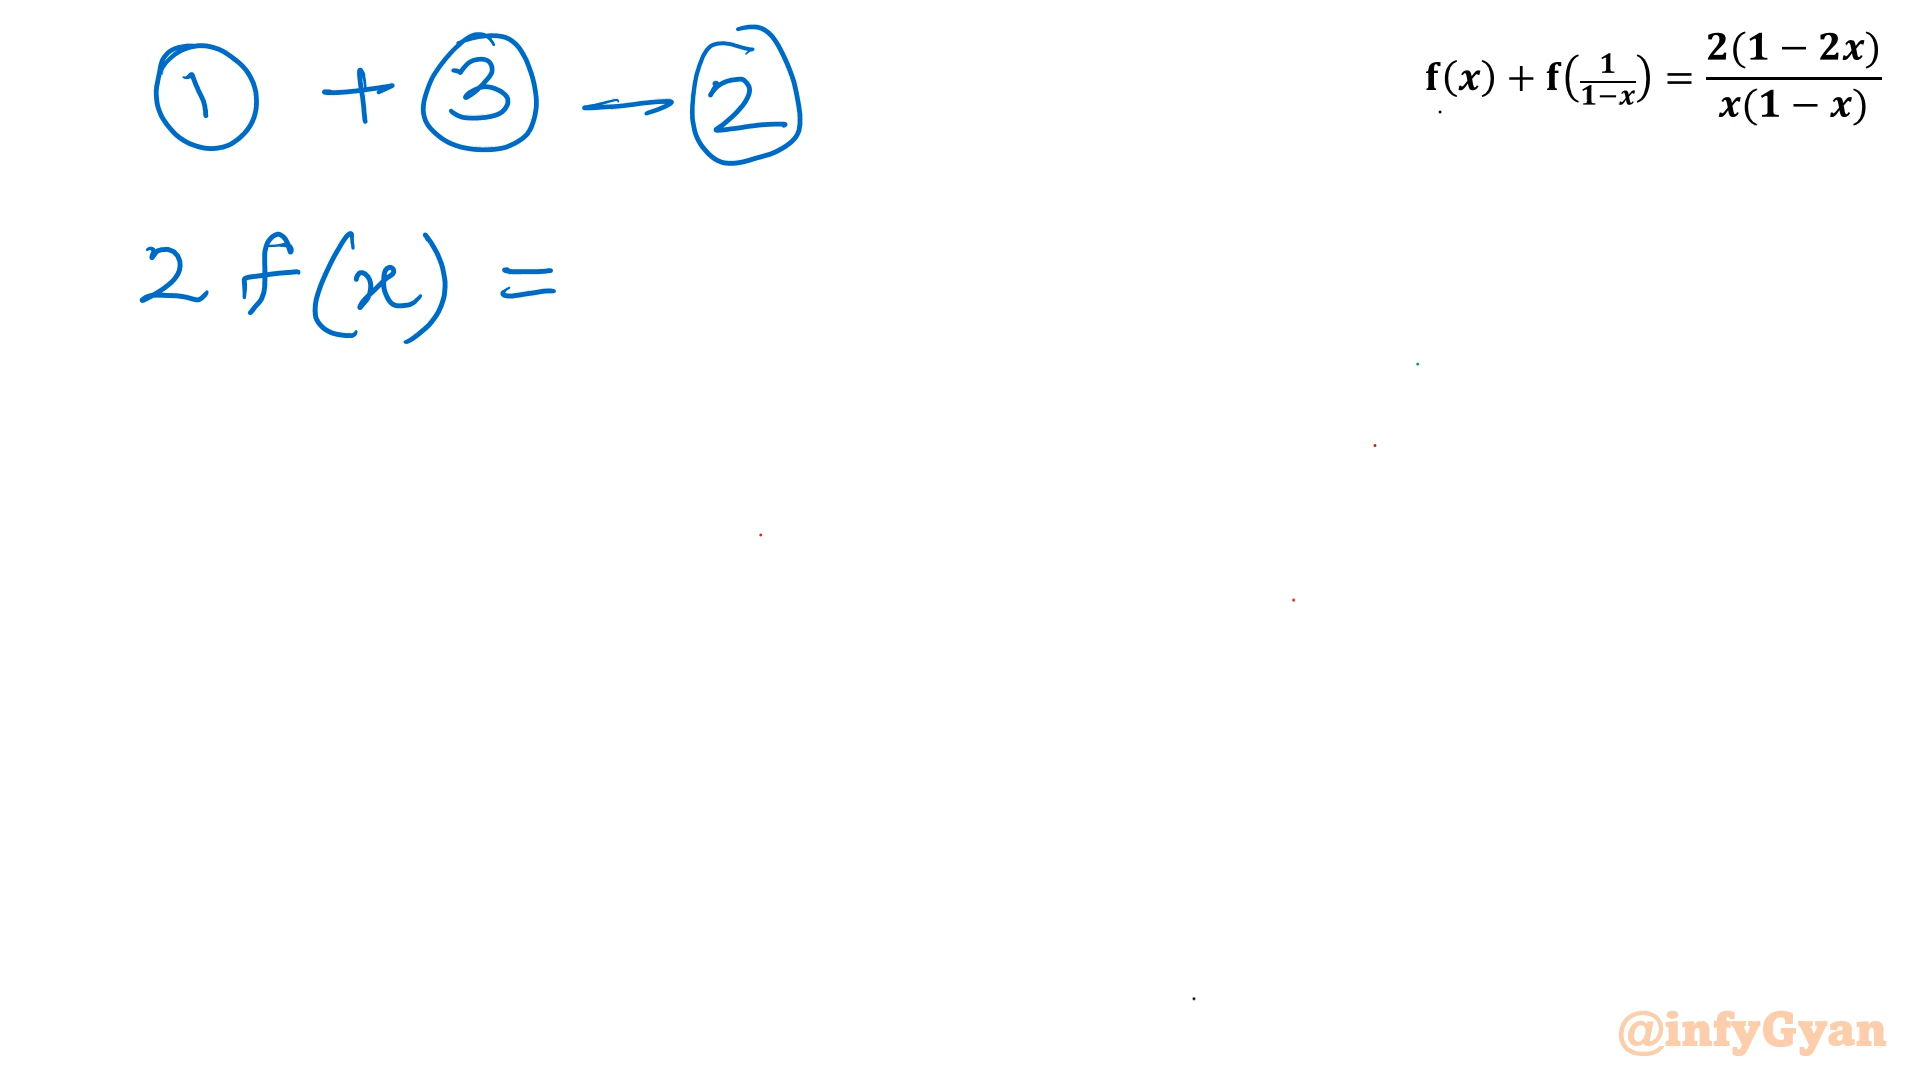 ① + ③ − ②
f(x) + f(1/(1−x)) = 2(1 − 2x)/x(1 − x)
2 f(x) =
@infyGyan